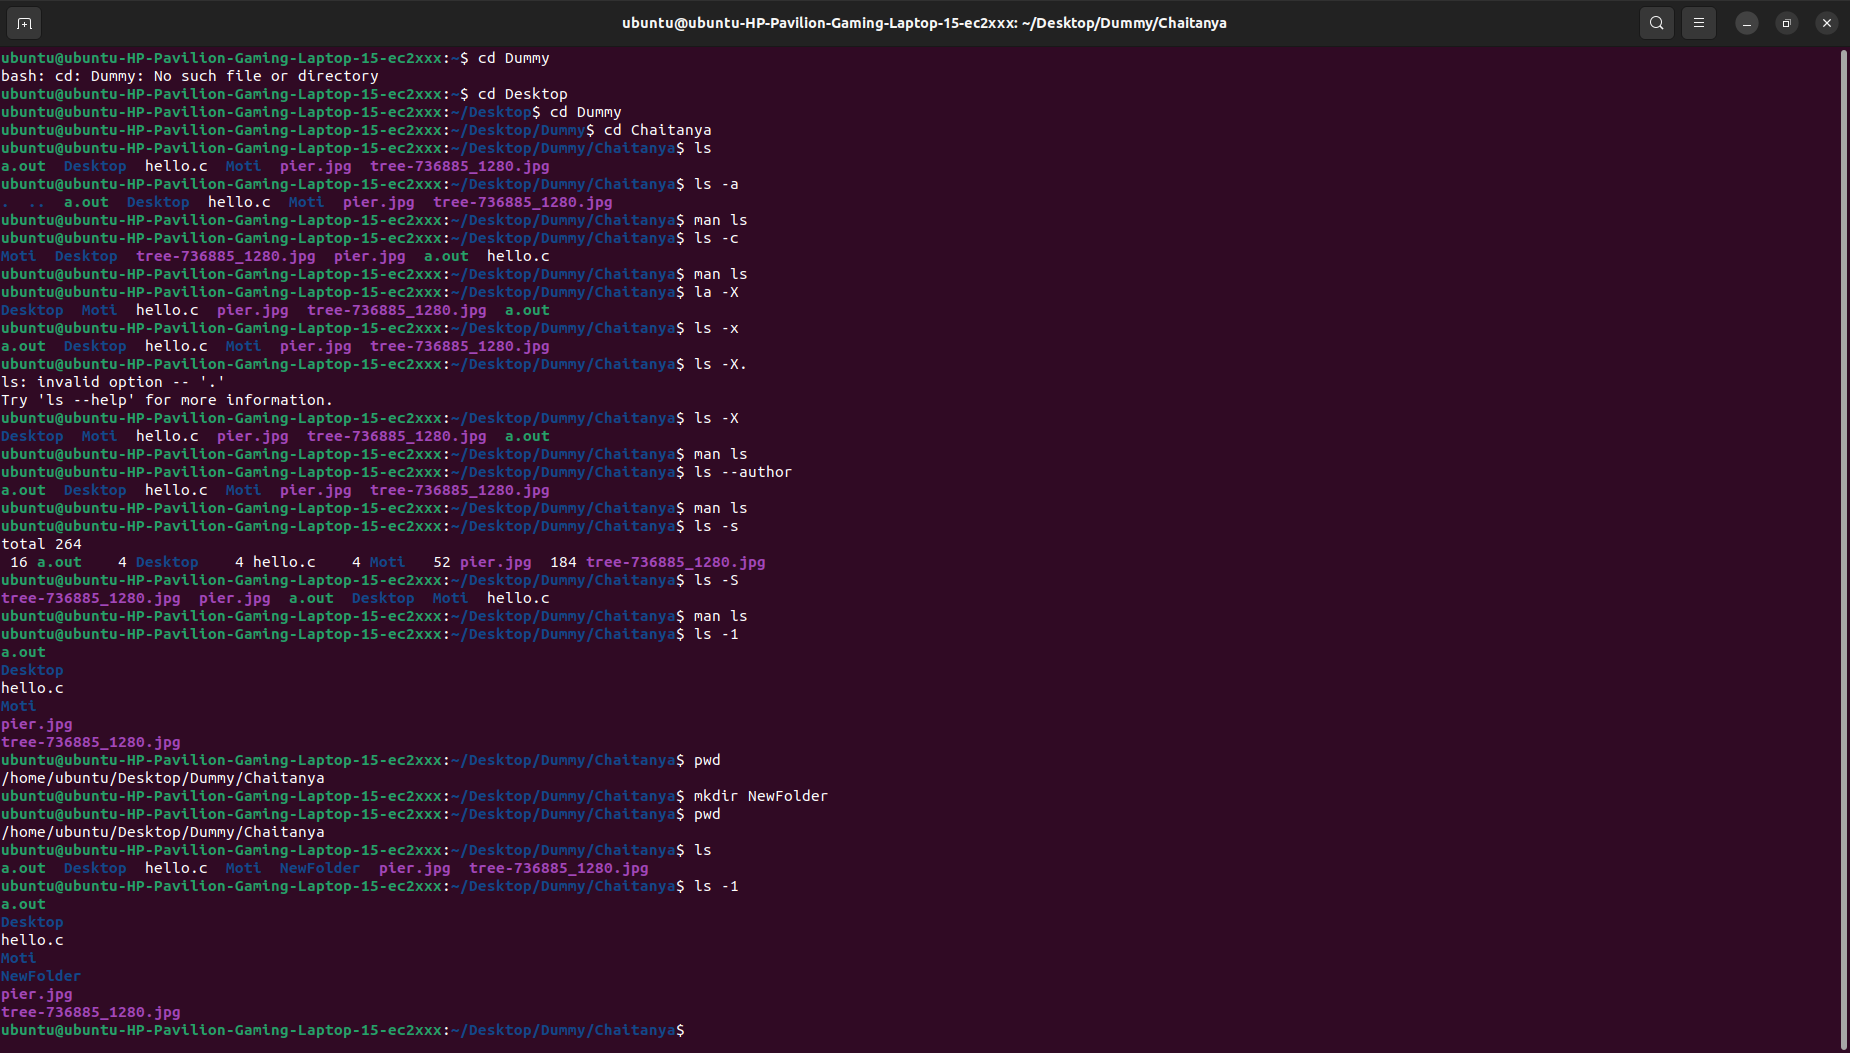 ubuntu@ubuntu-HP-Pavilion-Gaming-Laptop-15-ec2xxx: ~/Desktop/Dummy/Chaitanya
ubuntu@ubuntu-HP-Pavilion-Gaming-Laptop-15-ec2xxx:~$ cd Dummy
bash: cd: Dummy: No such file or directory
ubuntu@ubuntu-HP-Pavilion-Gaming-Laptop-15-ec2xxx:~$ cd Desktop
ubuntu@ubuntu-HP-Pavilion-Gaming-Laptop-15-ec2xxx:~/Desktop$ cd Dummy
ubuntu@ubuntu-HP-Pavilion-Gaming-Laptop-15-ec2xxx:~/Desktop/Dummy$ cd Chaitanya
ubuntu@ubuntu-HP-Pavilion-Gaming-Laptop-15-ec2xxx:~/Desktop/Dummy/Chaitanya$ ls
a.out  Desktop  hello.c  Moti  pier.jpg  tree-736885_1280.jpg
ubuntu@ubuntu-HP-Pavilion-Gaming-Laptop-15-ec2xxx:~/Desktop/Dummy/Chaitanya$ ls -a
.  ..  a.out  Desktop  hello.c  Moti  pier.jpg  tree-736885_1280.jpg
ubuntu@ubuntu-HP-Pavilion-Gaming-Laptop-15-ec2xxx:~/Desktop/Dummy/Chaitanya$ man ls
ubuntu@ubuntu-HP-Pavilion-Gaming-Laptop-15-ec2xxx:~/Desktop/Dummy/Chaitanya$ ls -c
Moti  Desktop  tree-736885_1280.jpg  pier.jpg  a.out  hello.c
ubuntu@ubuntu-HP-Pavilion-Gaming-Laptop-15-ec2xxx:~/Desktop/Dummy/Chaitanya$ man ls
ubuntu@ubuntu-HP-Pavilion-Gaming-Laptop-15-ec2xxx:~/Desktop/Dummy/Chaitanya$ la -X
Desktop  Moti  hello.c  pier.jpg  tree-736885_1280.jpg  a.out
ubuntu@ubuntu-HP-Pavilion-Gaming-Laptop-15-ec2xxx:~/Desktop/Dummy/Chaitanya$ ls -x
a.out  Desktop  hello.c  Moti  pier.jpg  tree-736885_1280.jpg
ubuntu@ubuntu-HP-Pavilion-Gaming-Laptop-15-ec2xxx:~/Desktop/Dummy/Chaitanya$ ls -X.
ls: invalid option -- '.'
Try 'ls --help' for more information.
ubuntu@ubuntu-HP-Pavilion-Gaming-Laptop-15-ec2xxx:~/Desktop/Dummy/Chaitanya$ ls -X
Desktop  Moti  hello.c  pier.jpg  tree-736885_1280.jpg  a.out
ubuntu@ubuntu-HP-Pavilion-Gaming-Laptop-15-ec2xxx:~/Desktop/Dummy/Chaitanya$ man ls
ubuntu@ubuntu-HP-Pavilion-Gaming-Laptop-15-ec2xxx:~/Desktop/Dummy/Chaitanya$ ls --author
a.out  Desktop  hello.c  Moti  pier.jpg  tree-736885_1280.jpg
ubuntu@ubuntu-HP-Pavilion-Gaming-Laptop-15-ec2xxx:~/Desktop/Dummy/Chaitanya$ man ls
ubuntu@ubuntu-HP-Pavilion-Gaming-Laptop-15-ec2xxx:~/Desktop/Dummy/Chaitanya$ ls -s
total 264
 16 a.out    4 Desktop    4 hello.c    4 Moti   52 pier.jpg  184 tree-736885_1280.jpg
ubuntu@ubuntu-HP-Pavilion-Gaming-Laptop-15-ec2xxx:~/Desktop/Dummy/Chaitanya$ ls -S
tree-736885_1280.jpg  pier.jpg  a.out  Desktop  Moti  hello.c
ubuntu@ubuntu-HP-Pavilion-Gaming-Laptop-15-ec2xxx:~/Desktop/Dummy/Chaitanya$ man ls
ubuntu@ubuntu-HP-Pavilion-Gaming-Laptop-15-ec2xxx:~/Desktop/Dummy/Chaitanya$ ls -1
a.out
Desktop
hello.c
Moti
pier.jpg
tree-736885_1280.jpg
ubuntu@ubuntu-HP-Pavilion-Gaming-Laptop-15-ec2xxx:~/Desktop/Dummy/Chaitanya$ pwd
/home/ubuntu/Desktop/Dummy/Chaitanya
ubuntu@ubuntu-HP-Pavilion-Gaming-Laptop-15-ec2xxx:~/Desktop/Dummy/Chaitanya$ mkdir NewFolder
ubuntu@ubuntu-HP-Pavilion-Gaming-Laptop-15-ec2xxx:~/Desktop/Dummy/Chaitanya$ pwd
/home/ubuntu/Desktop/Dummy/Chaitanya
ubuntu@ubuntu-HP-Pavilion-Gaming-Laptop-15-ec2xxx:~/Desktop/Dummy/Chaitanya$ ls
a.out  Desktop  hello.c  Moti  NewFolder  pier.jpg  tree-736885_1280.jpg
ubuntu@ubuntu-HP-Pavilion-Gaming-Laptop-15-ec2xxx:~/Desktop/Dummy/Chaitanya$ ls -1
a.out
Desktop
hello.c
Moti
NewFolder
pier.jpg
tree-736885_1280.jpg
ubuntu@ubuntu-HP-Pavilion-Gaming-Laptop-15-ec2xxx:~/Desktop/Dummy/Chaitanya$